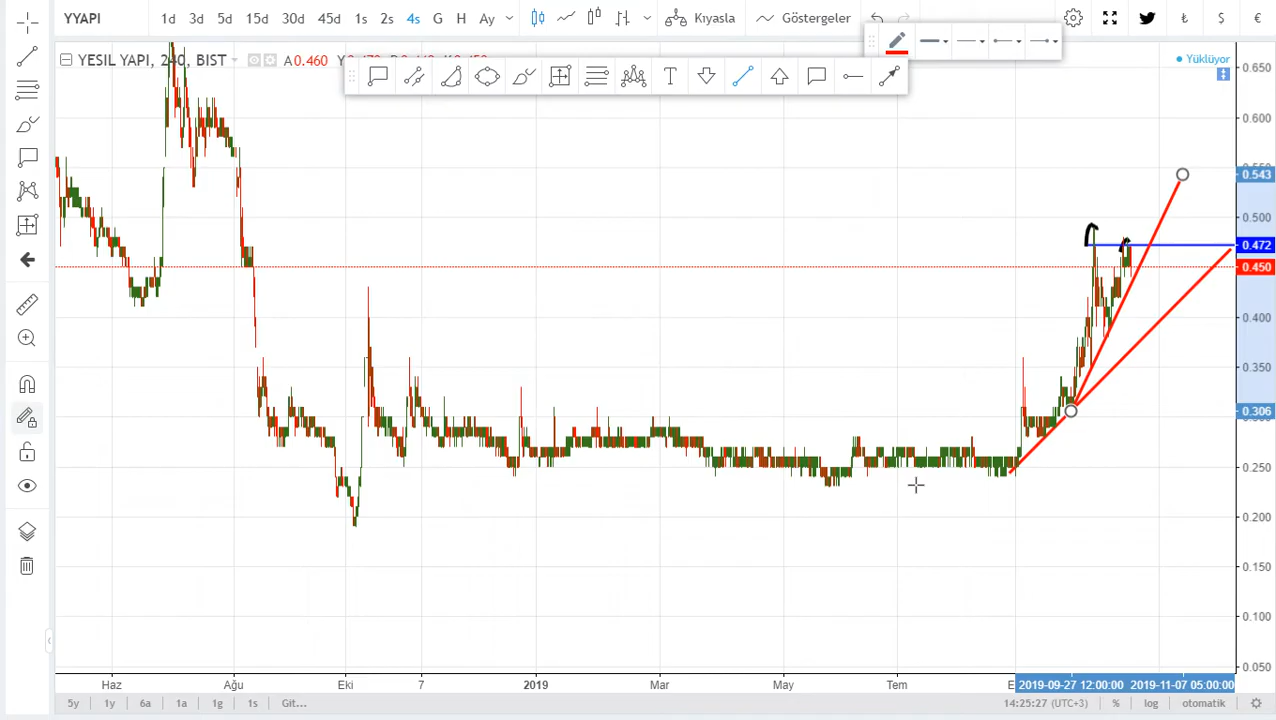 YYAPI 1d 3d 5d 15d 30d 45d 1s 2s 4s G H Ay Kıyasla Göstergeler ₺ $ €
YESIL YAPI, 240, BIST A0.460
Yüklüyor
T
0.650
0.600
0.543
0.500
0.472
0.450
0.400
0.350
0.306
0.250
0.200
0.150
0.100
0.050
Haz Ağu Eki 7 2019 Mar May Tem 2019-09-27 12:00:00 2019-11-07 05:00:00
5y 1y 6a 1a 1g 1s Git... 14:25:27 (UTC+3) % log otomatik